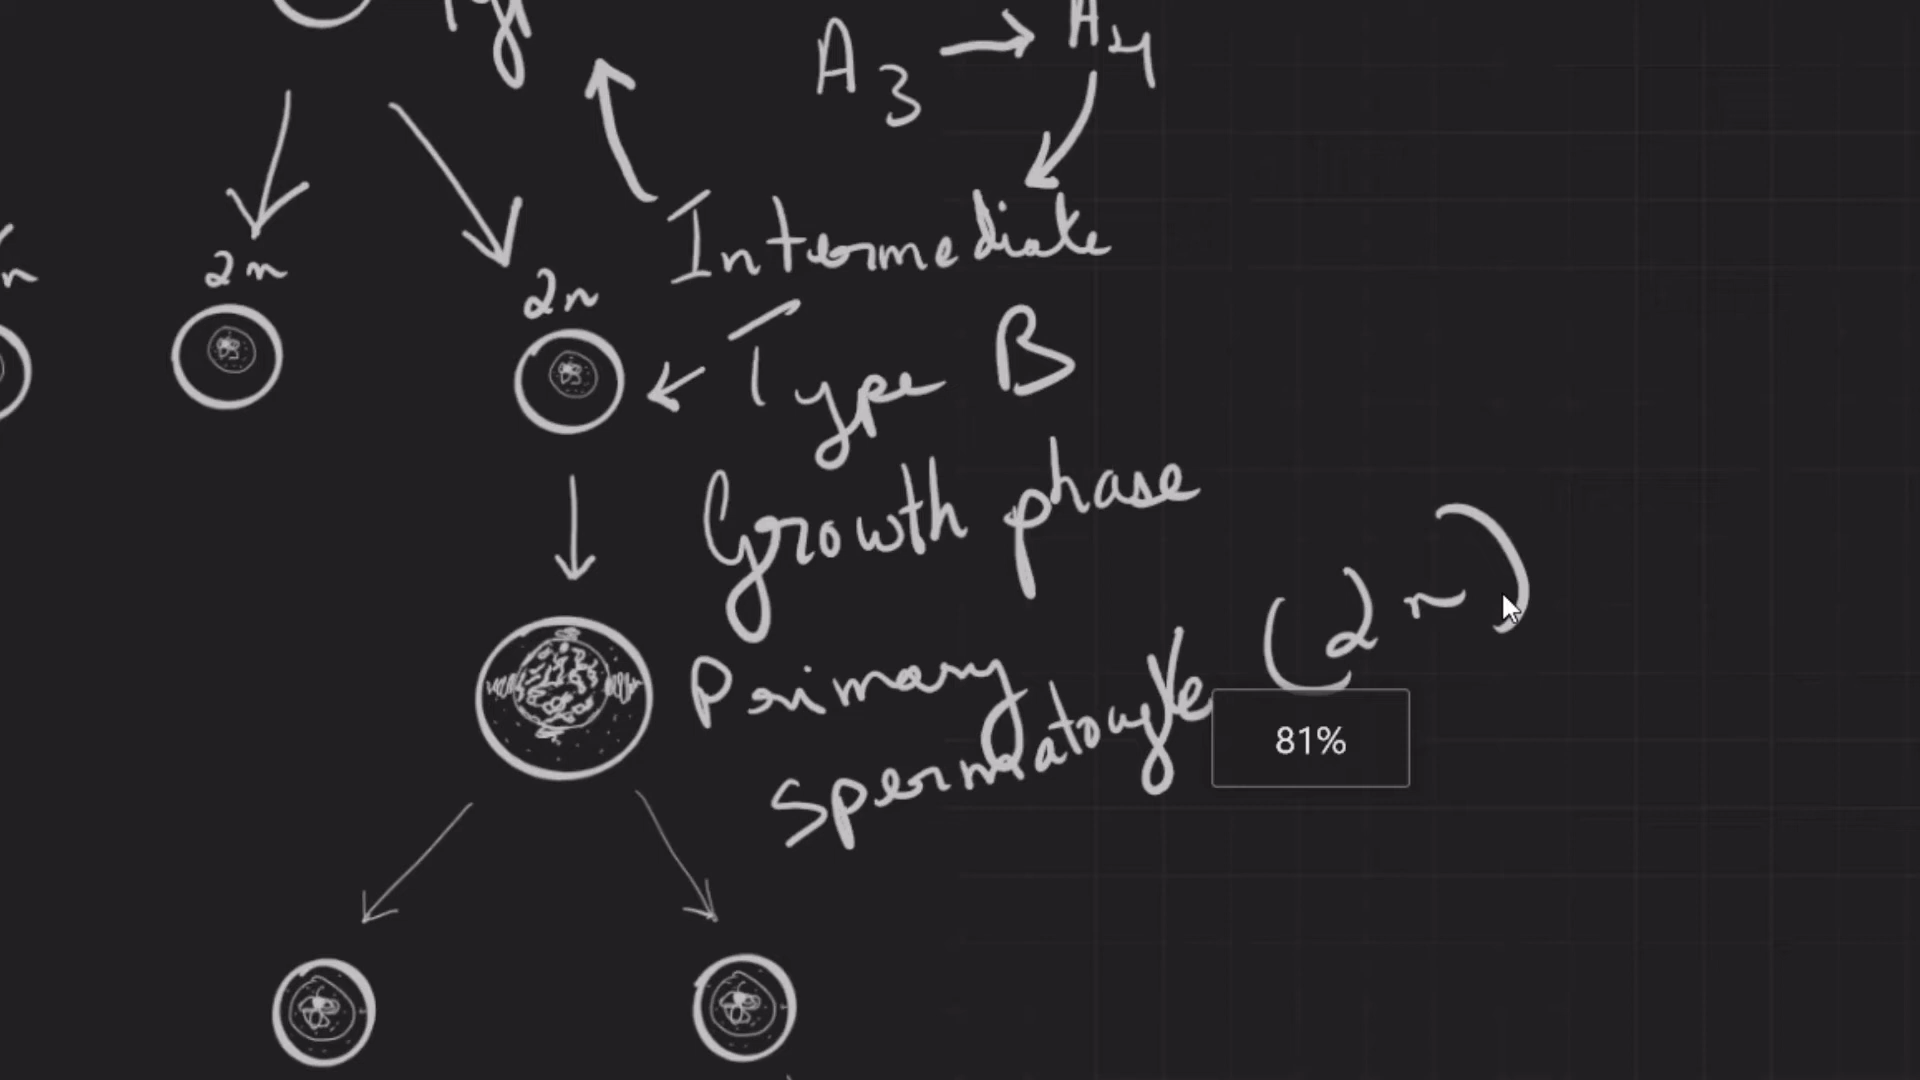 A3 → A4
Intermediate
2n
2n
Type B
Growth phase
Primary
spermatocyte (2n)
81%